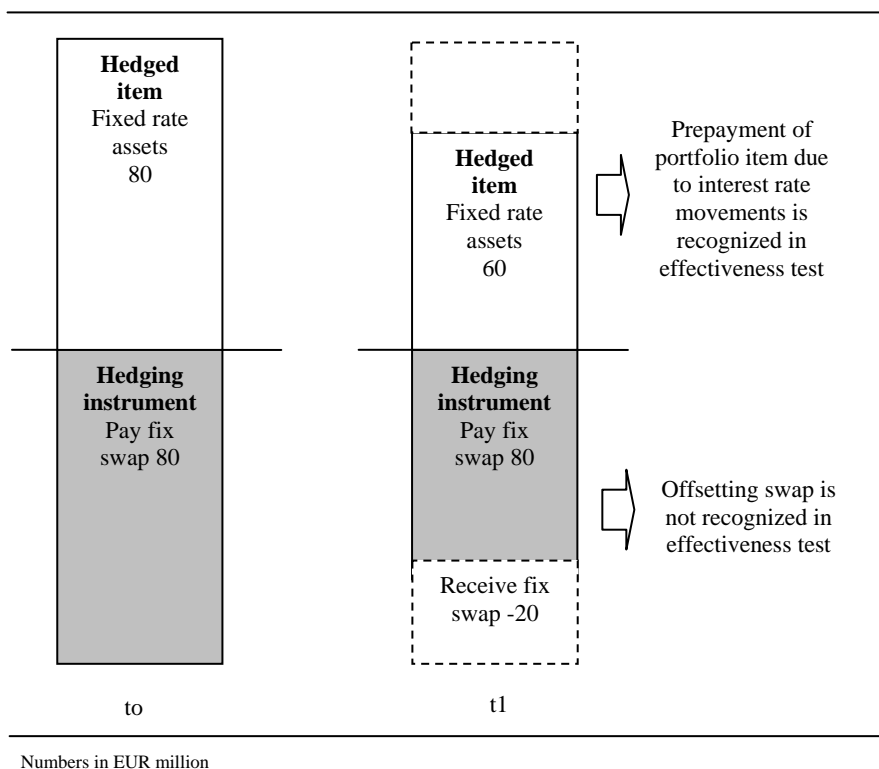 Hedged
item
Fixed rate
assets
80
Hedging
instrument
Pay fix
swap 80
to
Hedged
item
Fixed rate
assets
60
Hedging
instrument
Pay fix
swap 80
Receive fix
swap -20
t1
Prepayment of
portfolio item due
to interest rate
movements is
recognized in
effectiveness test
Offsetting swap is
not recognized in
effectiveness test
Numbers in EUR million